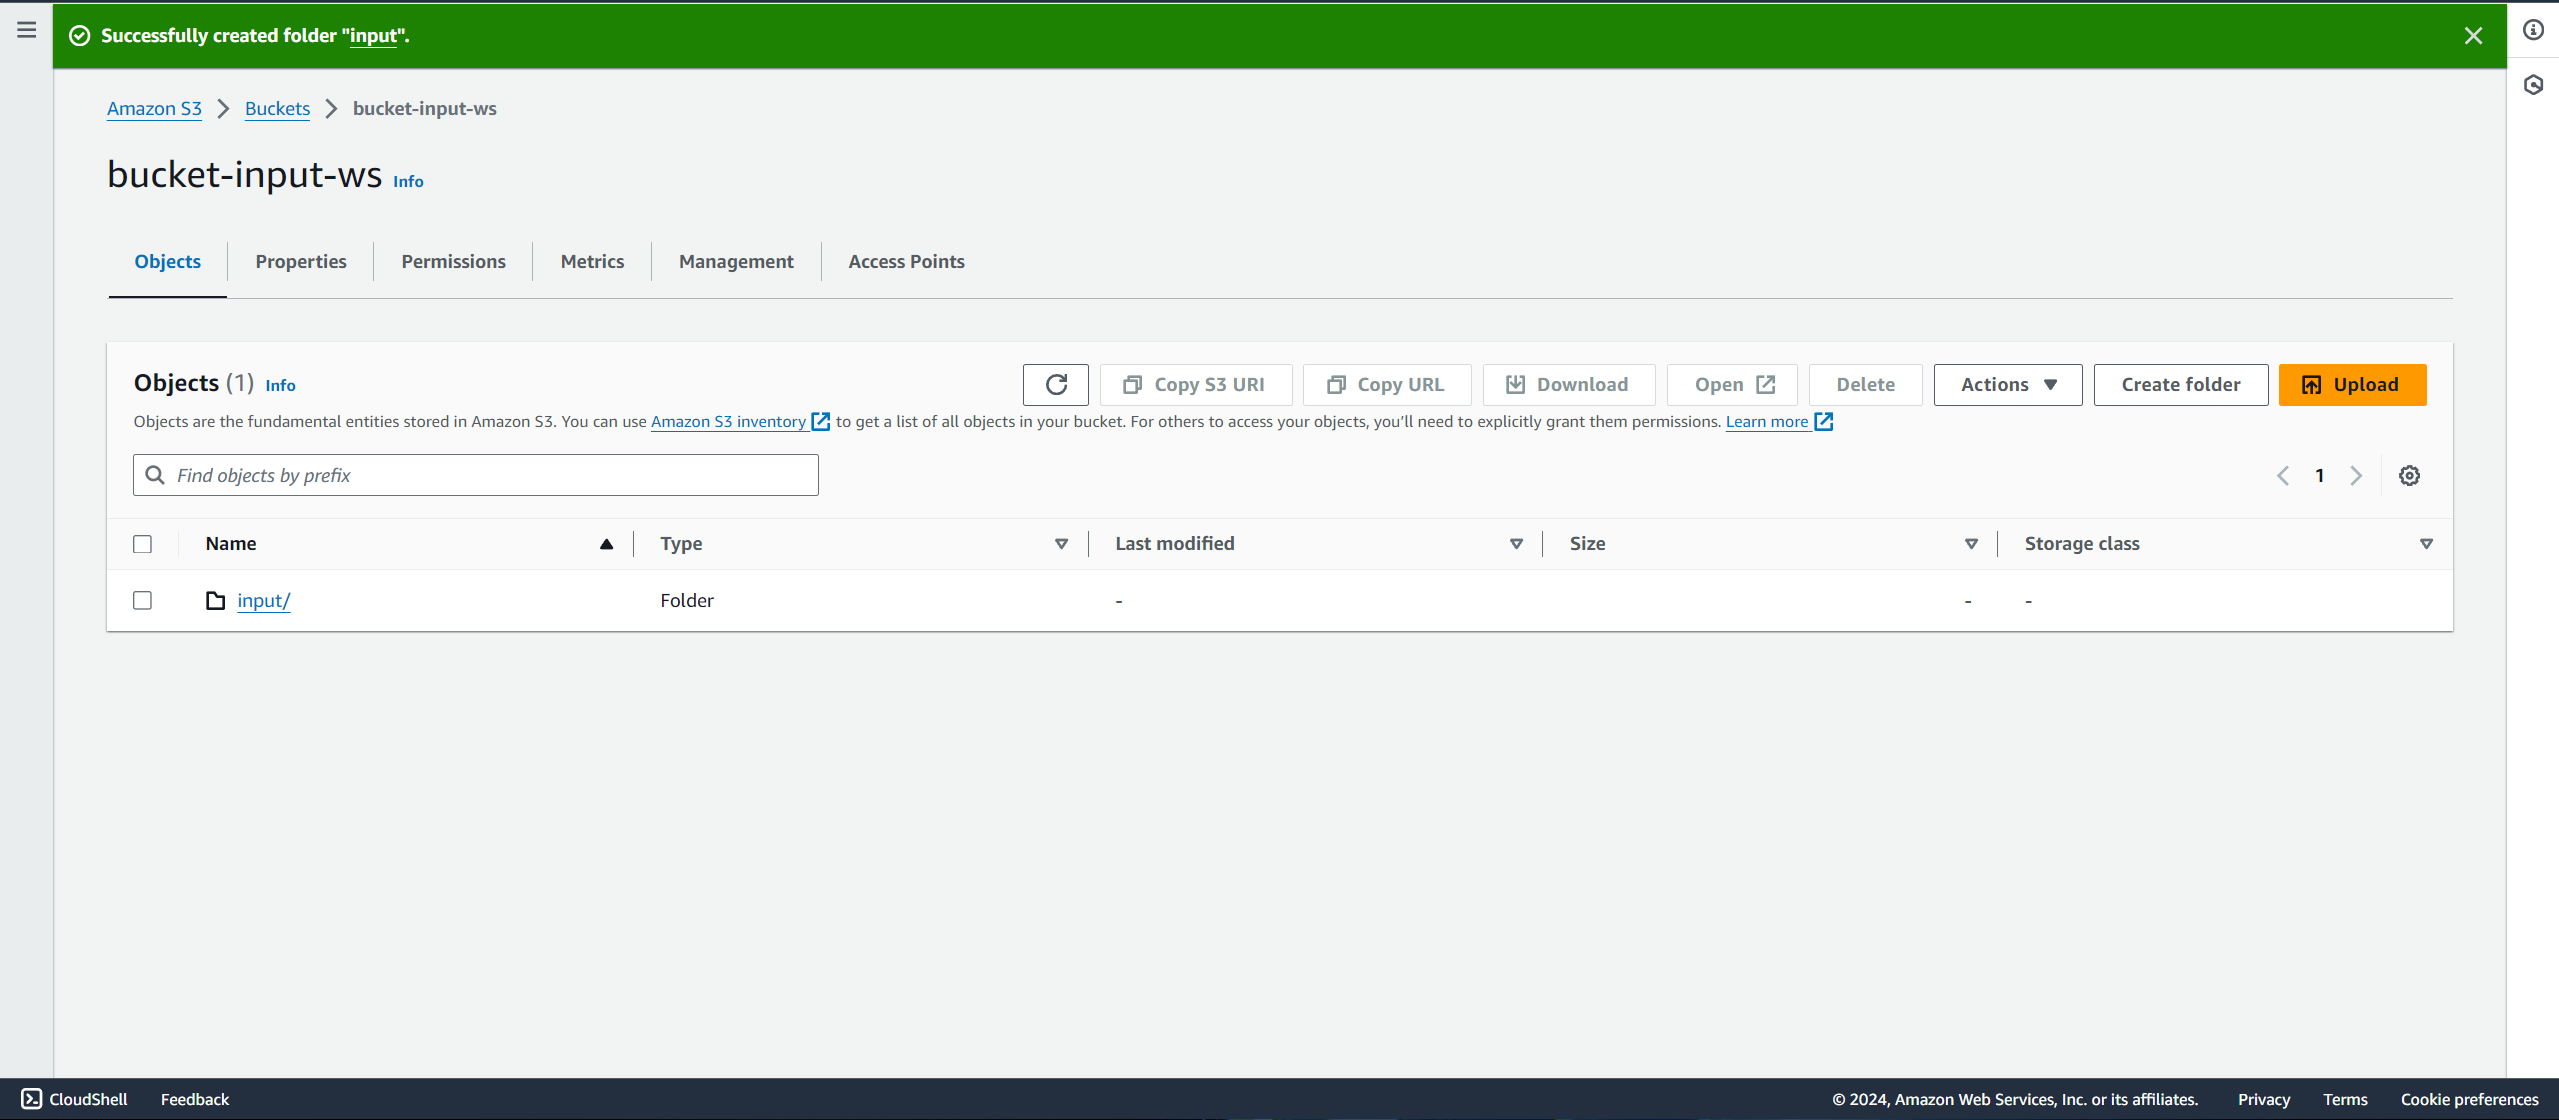 Successfully created folder "input".
Amazon S3 Buckets bucket-input-ws
bucket-input-ws Info
Objects Properties Permissions Metrics Management Access Points
Objects (1) Info Copy S3 URI Copy URL Download Open Delete Actions Create folder Upload
Objects are the fundamental entities stored in Amazon S3. You can use Amazon S3 inventory to get a list of all objects in your bucket. For others to access your objects, you'll need to explicitly grant them permissions. Learn more
Find objects by prefix 1
Name Type Last modified Size Storage class
input/ Folder - - -
CloudShell Feedback © 2024, Amazon Web Services, Inc. or its affiliates. Privacy Terms Cookie preferences